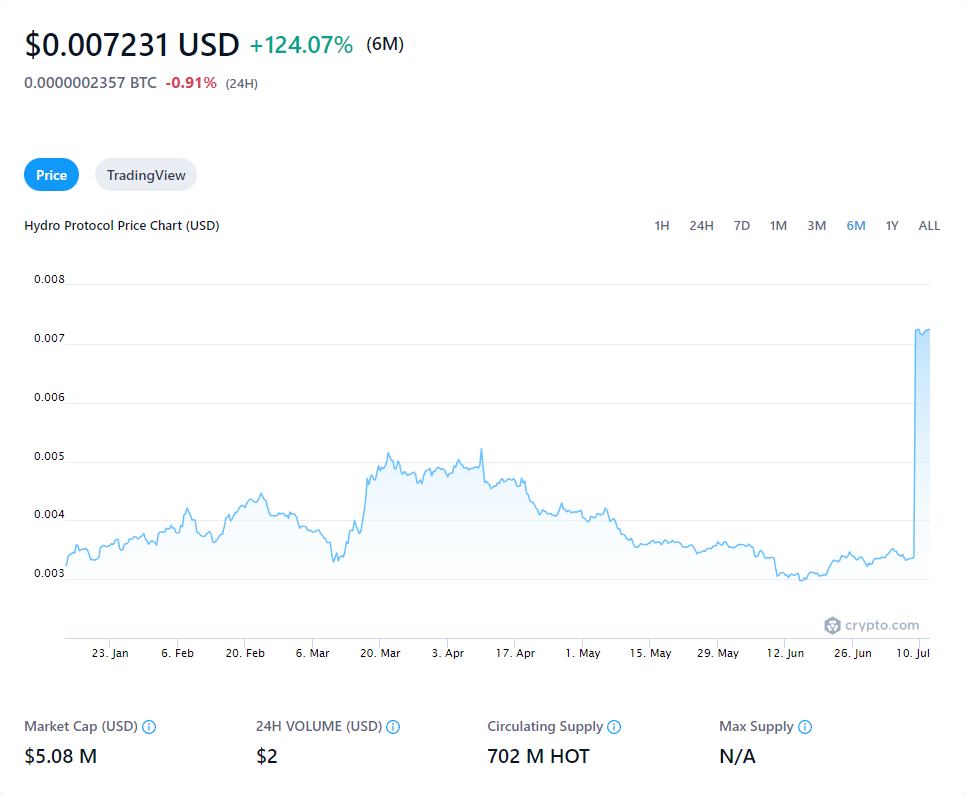 $0.007231 USD +124.07% (6M)
0.0000002357 BTC -0.91% (24H)
Price TradingView
Hydro Protocol Price Chart (USD)
1H 24H 7D 1M 3M 6M 1Y ALL
0.008
0.007
0.006
0.005
0.004
0.003
crypto.com
23. Jan 6. Feb 20. Feb 6. Mar 20. Mar 3. Apr 17. Apr 1. May 15. May 29. May 12. Jun 26. Jun 10. Jul
Market Cap (USD) 24H VOLUME (USD) Circulating Supply Max Supply
$5.08 M $2 702 M HOT N/A